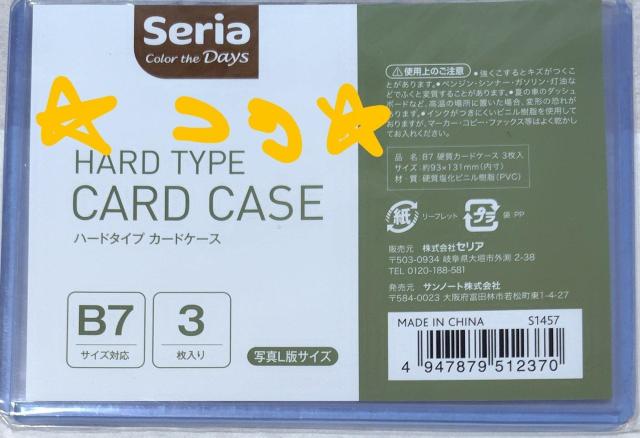 Seria
Color the Days
ココ
HARD TYPE
CARD CASE
ハードタイプ カードケース
B7
サイズ対応
3
枚入り
写真L版サイズ
⚠使用上のご注意 ・強くこするとキズがつくこ
とがあります。・ベンジン・シンナー・ガソリン・灯油な
どでふくと変質することがあります。・夏の車のダッシュ
ボードなど、高温の場所に置いた場合、変形の恐れが
あります。・インクがつきにくいビニル樹脂を使用して
おりますが、マーカー・コピー・ファックス等はよく乾かし
てお入れください。
品 名:B7 硬質カードケース 3枚入
サイズ:約93×131mm(内寸)
材 質:硬質塩化ビニル樹脂(PVC)
紙 リーフレット プラ 袋:PP
販売元 株式会社セリア
〒503-0934 岐阜県大垣市外渕 2-38
TEL 0120-188-581
発売元 サンノート株式会社
〒584-0023 大阪府富田林市若松町東 1-4-27
MADE IN CHINA S1457
4 947879 512370